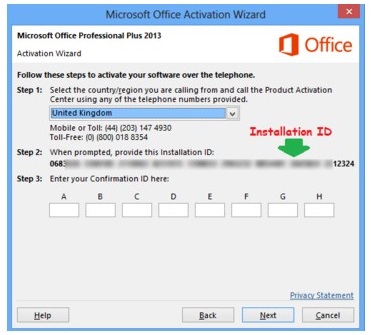 Microsoft Office Activation Wizard
Microsoft Office Professional Plus 2013
Activation Wizard
Office
Follow these steps to activate your software over the telephone.
Step 1: Select the country/region you are calling from and call the Product Activation
Center using any of the telephone numbers provided.
United Kingdom
Mobile or Toll: (44) (203) 147 4930
Toll-Free: (0) (800) 018 8354
Installation ID
Step 2: When prompted, provide this Installation ID:
068 12324
Step 3: Enter your Confirmation ID here:
A B C D E F G H
Privacy Statement
Help Back Next Cancel